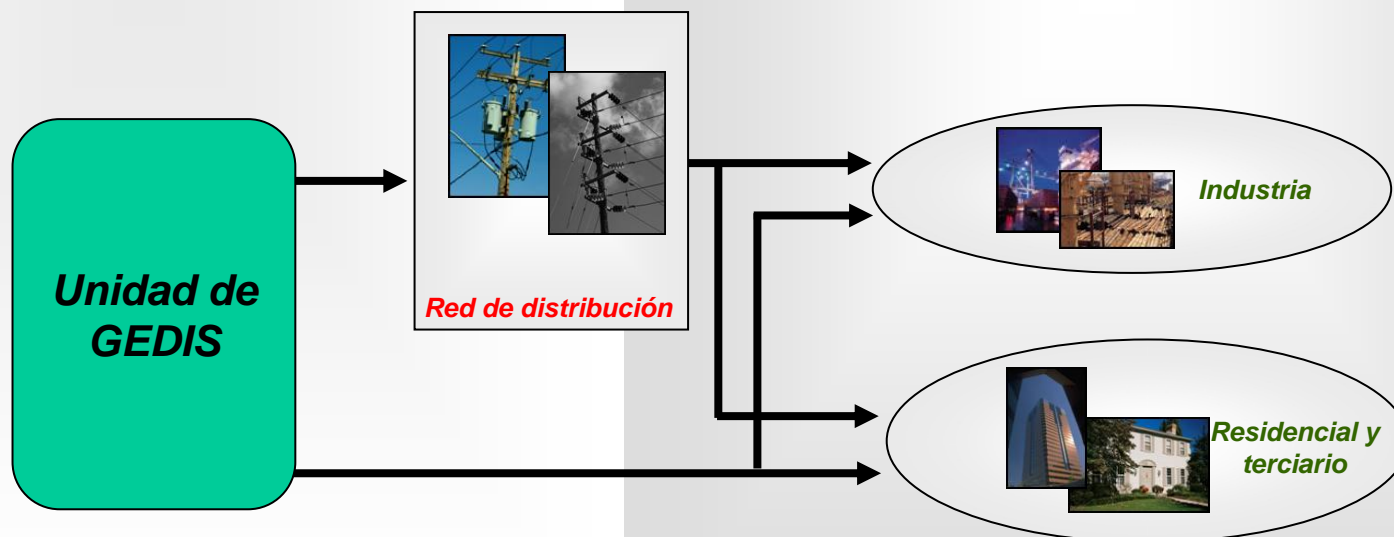 Unidad de
GEDIS
Red de distribución
Industria
Residencial y
terciario